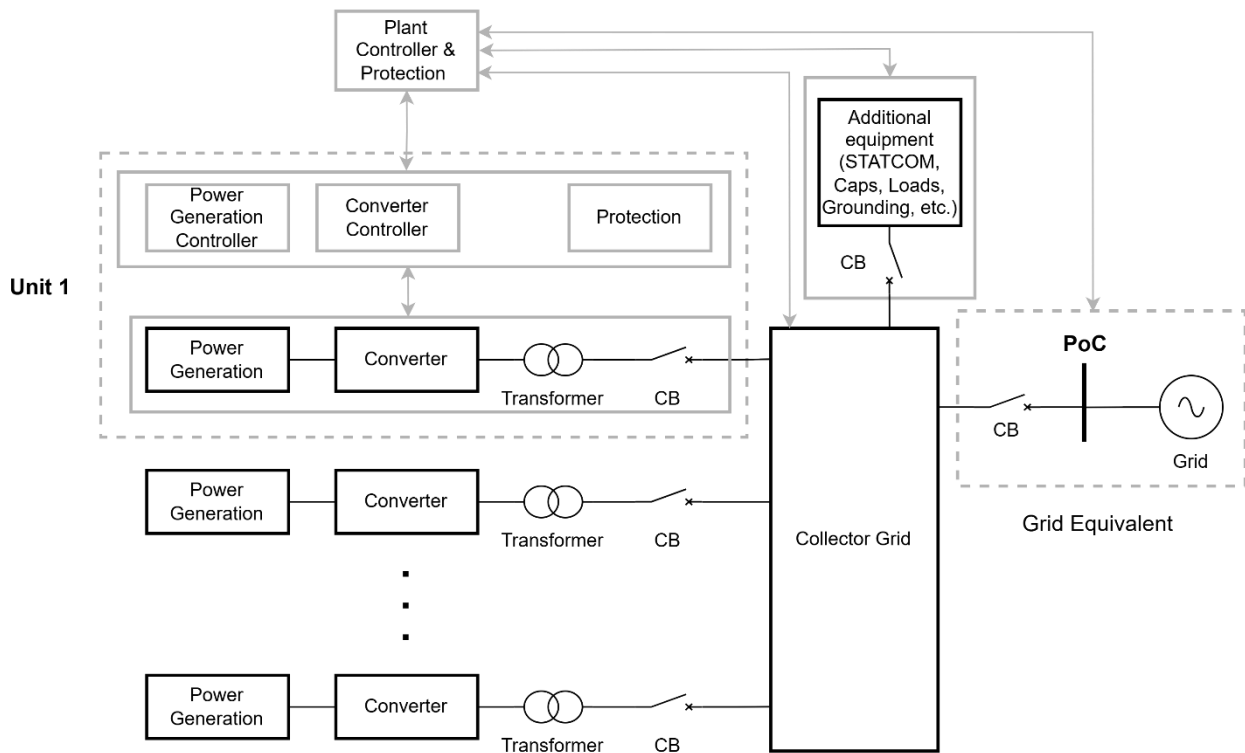 Plant
Controller &
Protection
Additional
equipment
(STATCOM,
Caps, Loads,
Grounding, etc.)
CB
Power
Generation
Controller
Converter
Controller
Protection
Unit 1
Power
Generation
Converter
Transformer
CB
PoC
CB
Grid
Grid Equivalent
Power
Generation
Converter
Transformer
CB
Collector Grid
Power
Generation
Converter
Transformer
CB